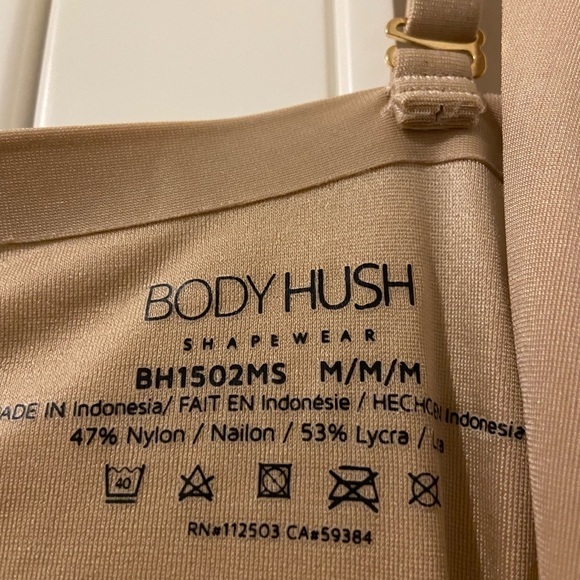 BODY HUSH
SHAPEWEAR
BH1502MS M/M/M
ADE IN Indonesia/ FAIT EN Indonésie / HECHO Indonesia
47% Nylon / Nailon / 53% Lycra /
40
RN#112503 CA#59384